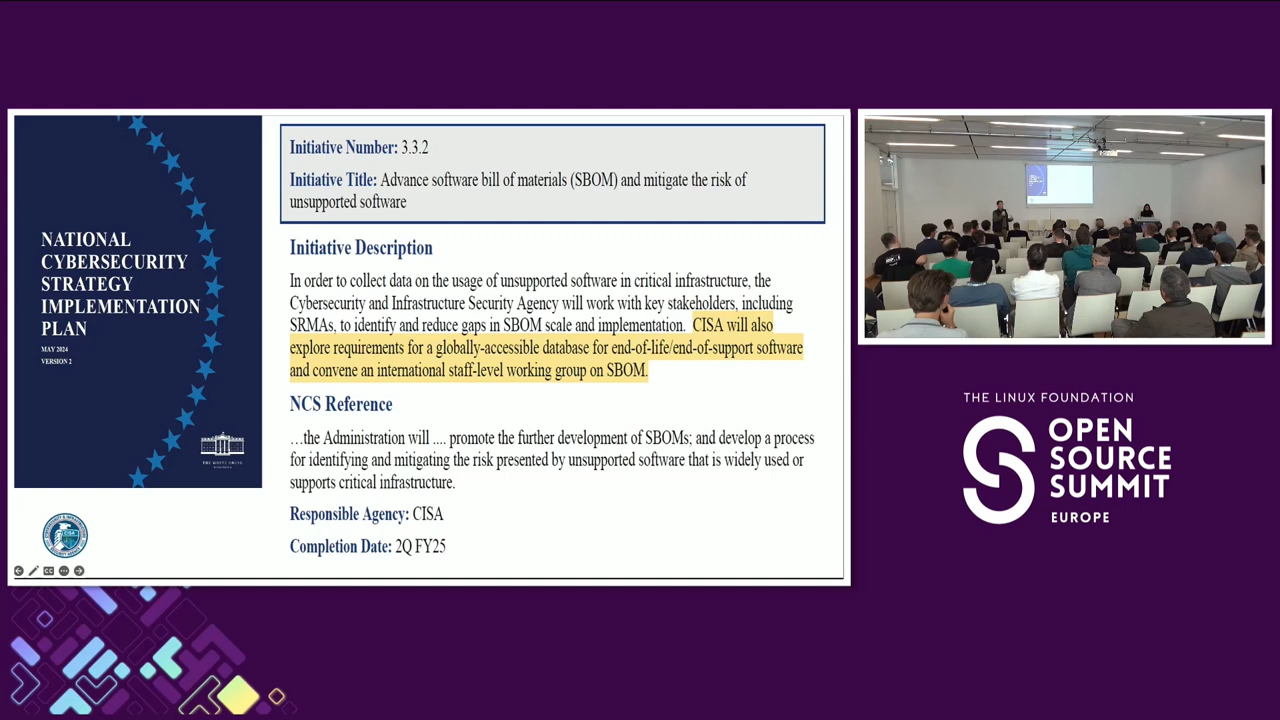 NATIONAL
CYBERSECURITY
STRATEGY
IMPLEMENTATION
PLAN
MAY 2024
VERSION 2
THE WHITE HOUSE
Initiative Number: 3.3.2
Initiative Title: Advance software bill of materials (SBOM) and mitigate the risk of
unsupported software
Initiative Description
In order to collect data on the usage of unsupported software in critical infrastructure, the
Cybersecurity and Infrastructure Security Agency will work with key stakeholders, including
SRMAs, to identify and reduce gaps in SBOM scale and implementation. CISA will also
explore requirements for a globally-accessible database for end-of-life/end-of-support software
and convene an international staff-level working group on SBOM.
NCS Reference
…the Administration will .... promote the further development of SBOMs; and develop a process
for identifying and mitigating the risk presented by unsupported software that is widely used or
supports critical infrastructure.
Responsible Agency: CISA
Completion Date: 2Q FY25
CISA
CC
THE LINUX FOUNDATION
OPEN
SOURCE
SUMMIT
EUROPE